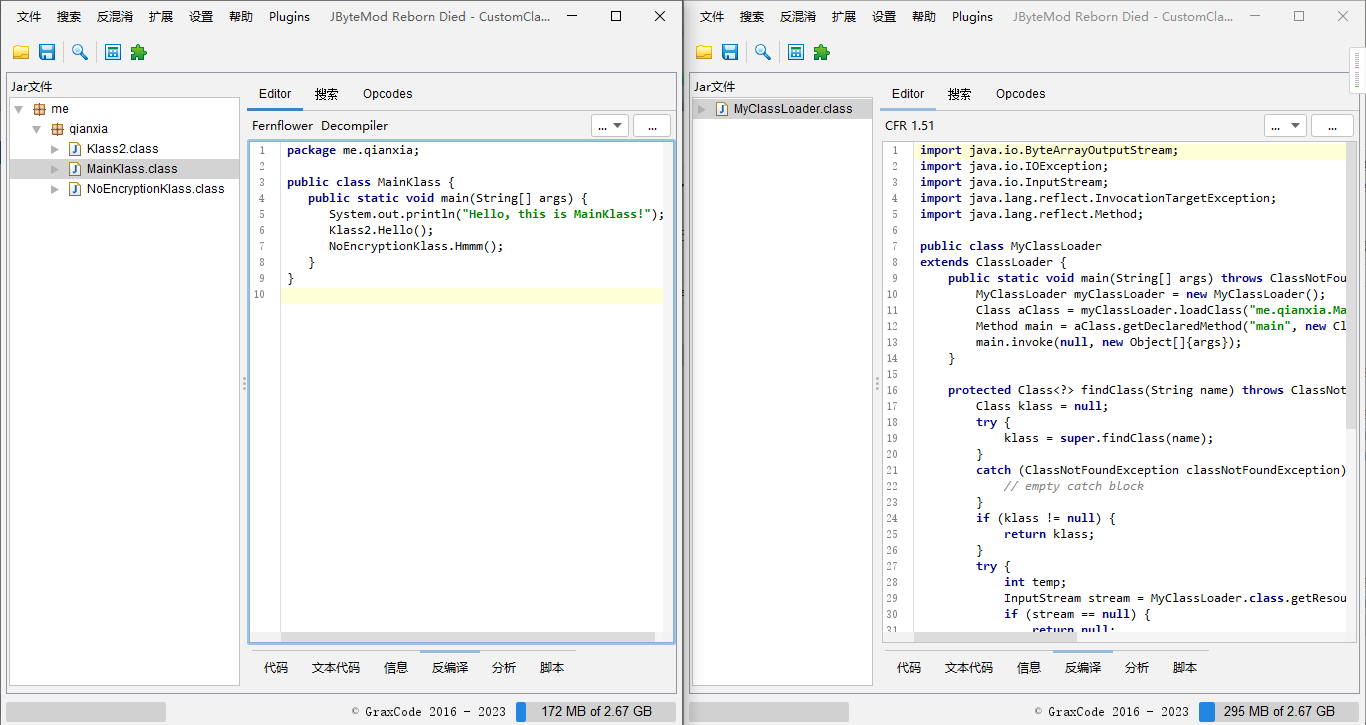 文件 搜索 反混淆 扩展 设置 帮助 Plugins JByteMod Reborn Died - CustomCla...
Jar文件
me
qianxia
Klass2.class
MainKlass.class
NoEncryptionKlass.class
Editor 搜索 Opcodes
Fernflower Decompiler ... ...
1 package me.qianxia;
2
3 public class MainKlass {
4 public static void main(String[] args) {
5 System.out.println("Hello, this is MainKlass!");
6 Klass2.Hello();
7 NoEncryptionKlass.Hmmm();
8 }
9 }
10
代码 文本代码 信息 反编译 分析 脚本
© GraxCode 2016 - 2023 172 MB of 2.67 GB
文件 搜索 反混淆 扩展 设置 帮助 Plugins JByteMod Reborn Died - CustomCla...
Jar文件
MyClassLoader.class
Editor 搜索 Opcodes
CFR 1.51 ... ...
1 import java.io.ByteArrayOutputStream;
2 import java.io.IOException;
3 import java.io.InputStream;
4 import java.lang.reflect.InvocationTargetException;
5 import java.lang.reflect.Method;
6
7 public class MyClassLoader
8 extends ClassLoader {
9 public static void main(String[] args) throws ClassNotFou
10 MyClassLoader myClassLoader = new MyClassLoader();
11 Class aClass = myClassLoader.loadClass("me.qianxia.Ma
12 Method main = aClass.getDeclaredMethod("main", new Cl
13 main.invoke(null, new Object[]{args});
14 }
15
16 protected Class<?> findClass(String name) throws ClassNot
17 Class klass = null;
18 try {
19 klass = super.findClass(name);
20 }
21 catch (ClassNotFoundException classNotFoundException)
22 // empty catch block
23 }
24 if (klass != null) {
25 return klass;
26 }
27 try {
28 int temp;
29 InputStream stream = MyClassLoader.class.getResou
30 if (stream == null) {
31 return null;
代码 文本代码 信息 反编译 分析 脚本
© GraxCode 2016 - 2023 295 MB of 2.67 GB